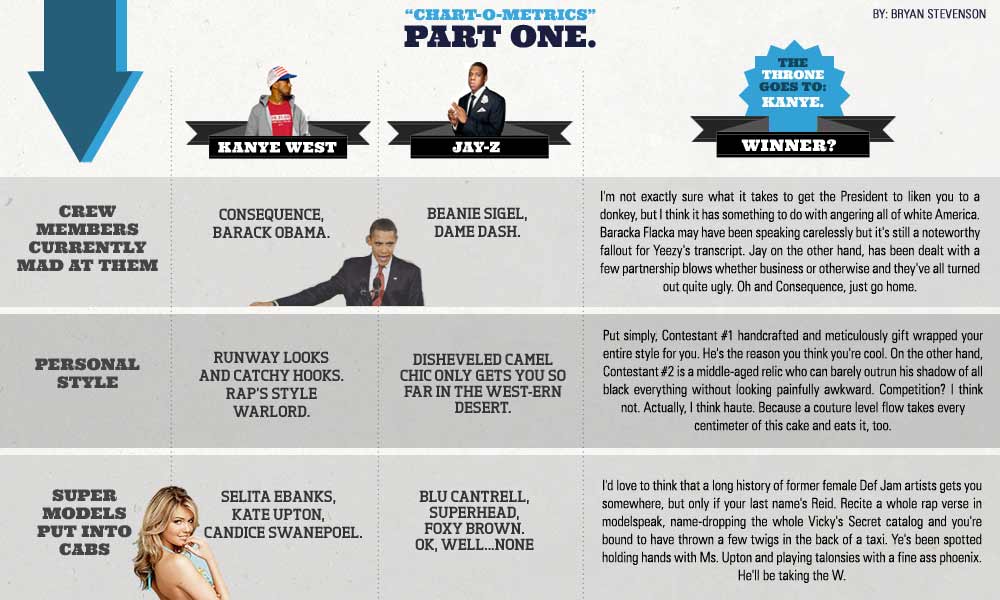 "CHART-O-METRICS"
PART ONE.
BY: BRYAN STEVENSON
THE
THRONE
GOES TO:
KANYE.
KANYE WEST
JAY-Z
WINNER?
CREW
MEMBERS
CURRENTLY
MAD AT THEM
CONSEQUENCE,
BARACK OBAMA.
BEANIE SIGEL,
DAME DASH.
I'm not exactly sure what it takes to get the President to liken you to a
donkey, but I think it has something to do with angering all of white America.
Baracka Flacka may have been speaking carelessly but it's still a noteworthy
fallout for Yeezy's transcript. Jay on the other hand, has been dealt with a
few partnership blows whether business or otherwise and they've all turned
out quite ugly. Oh and Consequence, just go home.
PERSONAL
STYLE
RUNWAY LOOKS
AND CATCHY HOOKS.
RAP'S STYLE
WARLORD.
DISHEVELED CAMEL
CHIC ONLY GETS YOU SO
FAR IN THE WEST-ERN
DESERT.
Put simply, Contestant #1 handcrafted and meticulously gift wrapped your
entire style for you. He's the reason you think you're cool. On the other hand,
Contestant #2 is a middle-aged relic who can barely outrun his shadow of all
black everything without looking painfully awkward. Competition? I think
not. Actually, I think haute. Because a couture level flow takes every
centimeter of this cake and eats it, too.
SUPER
MODELS
PUT INTO
CABS
SELITA EBANKS,
KATE UPTON,
CANDICE SWANEPOEL.
BLU CANTRELL,
SUPERHEAD,
FOXY BROWN.
OK, WELL...NONE
I'd love to think that a long history of former female Def Jam artists gets you
somewhere, but only if your last name's Reid. Recite a whole rap verse in
modelspeak, name-dropping the whole Vicky's Secret catalog and you're
bound to have thrown a few twigs in the back of a taxi. Ye's been spotted
holding hands with Ms. Upton and playing talonsies with a fine ass phoenix.
He'll be taking the W.